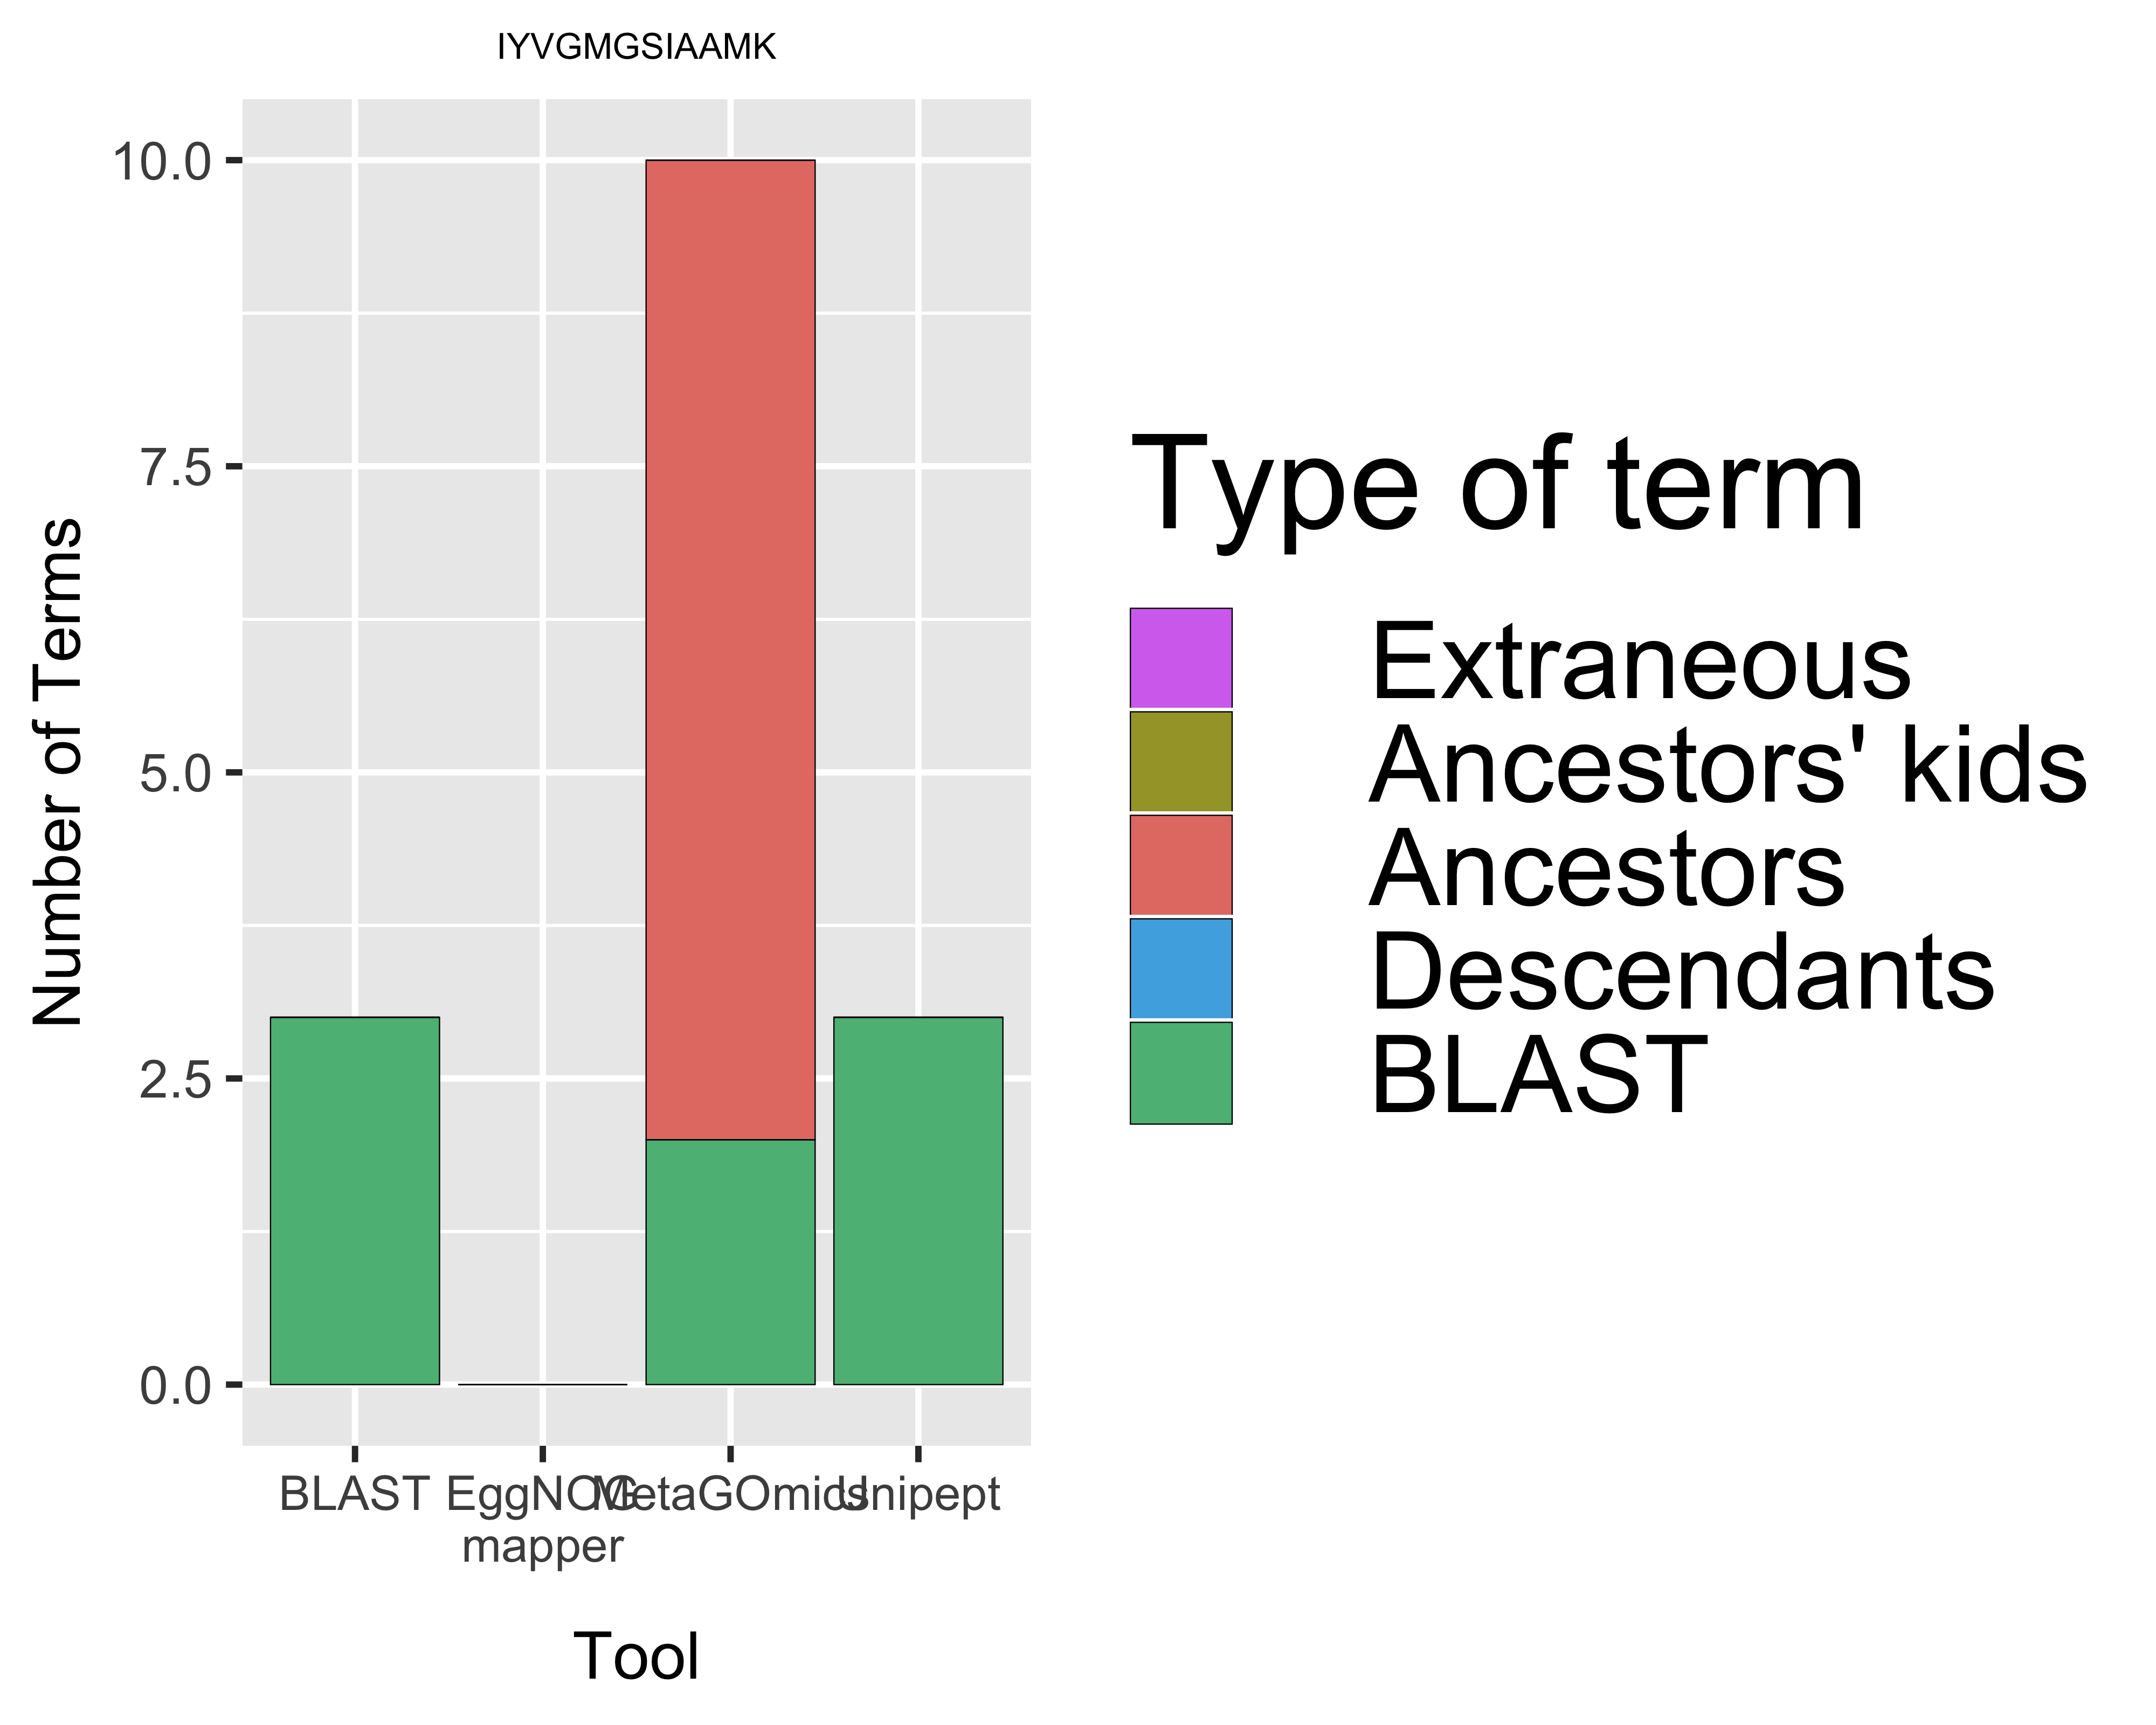 IYVGMGSIAAMK
10.0
7.5
5.0
2.5
0.0
Number of Terms
BLAST EggNOG MetaGOmics Unipept
mapper
Tool
Type of term
Extraneous
Ancestors' kids
Ancestors
Descendants
BLAST